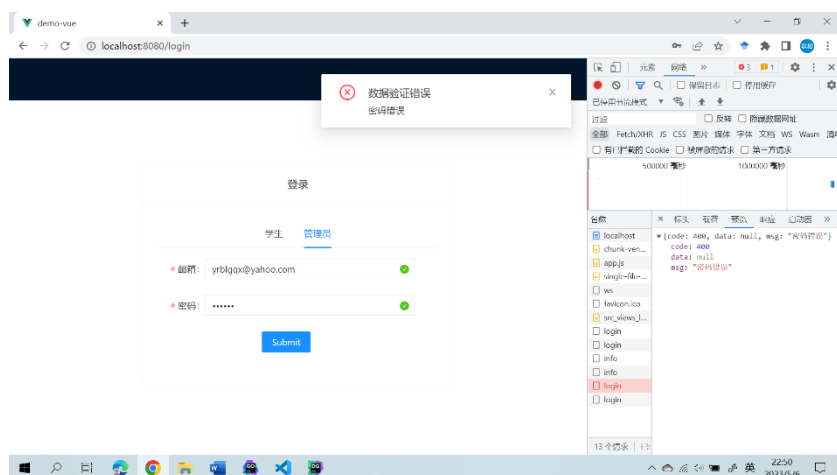 demo-vue
localhost:8080/login
元素 网络 » 3 1
保留日志 停用缓存
已停用节流模式
过滤 反转 隐藏数据网址
全部 Fetch/XHR JS CSS 图片 媒体 字体 文档 WS Wasm 清单
有已拦截的 Cookie 被屏蔽的请求 第一方请求
500000 毫秒 1000000 毫秒
数据验证错误
密码错误
登录
学生 管理员
* 邮箱: yrblgqx@yahoo.com
* 密码: ••••••
Submit
名称 × 标头 载荷 预览 响应 启动器 »
localhost
chunk-ven...
app.js
single-file-...
ws
favicon.ico
src_views_l...
login
login
info
info
login
login
{code: 400, data: null, msg: "密码错误"}
code: 400
data: null
msg: "密码错误"
13 个请求
英 22:50
2023/5/6